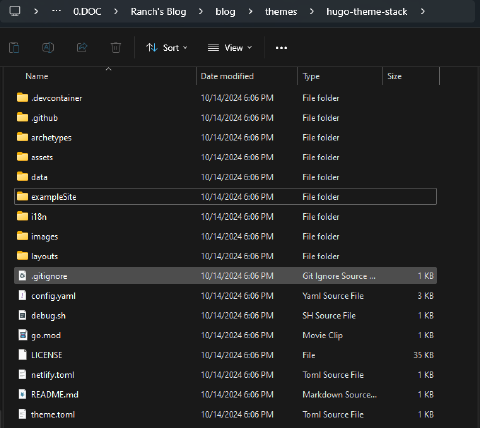 ... 0.DOC Ranch's Blog blog themes hugo-theme-stack
Sort View ...
Name Date modified Type Size
.devcontainer 10/14/2024 6:06 PM File folder
.github 10/14/2024 6:06 PM File folder
archetypes 10/14/2024 6:06 PM File folder
assets 10/14/2024 6:06 PM File folder
data 10/14/2024 6:06 PM File folder
exampleSite 10/14/2024 6:06 PM File folder
i18n 10/14/2024 6:06 PM File folder
images 10/14/2024 6:06 PM File folder
layouts 10/14/2024 6:06 PM File folder
.gitignore 10/14/2024 6:06 PM Git Ignore Source ... 1 KB
config.yaml 10/14/2024 6:06 PM Yaml Source File 3 KB
debug.sh 10/14/2024 6:06 PM SH Source File 1 KB
go.mod 10/14/2024 6:06 PM Movie Clip 1 KB
LICENSE 10/14/2024 6:06 PM File 35 KB
netlify.toml 10/14/2024 6:06 PM Toml Source File 1 KB
README.md 10/14/2024 6:06 PM Markdown Source... 1 KB
theme.toml 10/14/2024 6:06 PM Toml Source File 1 KB